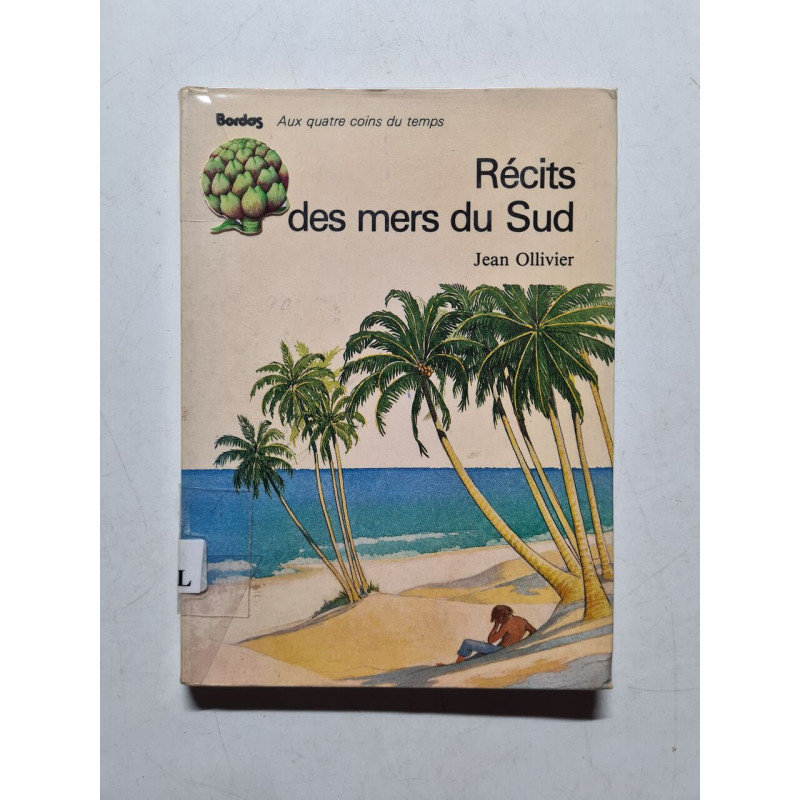 Bordas Aux quatre coins du temps
Récits
des mers du Sud
Jean Ollivier
L